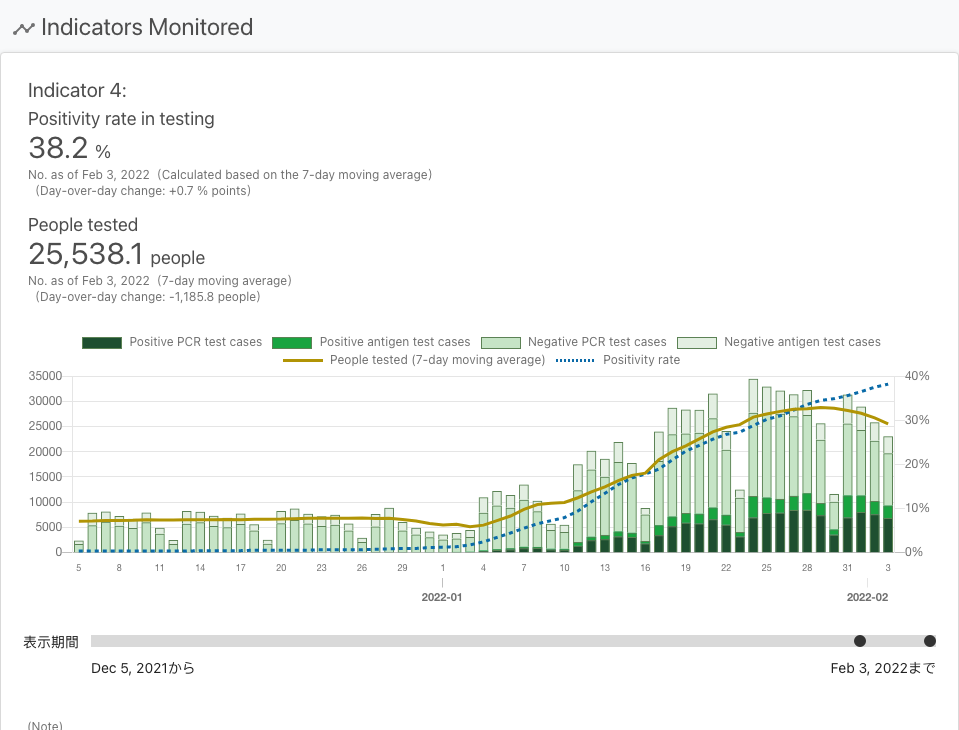 Indicators Monitored
Indicator 4:
Positivity rate in testing
38.2 %
No. as of Feb 3, 2022 (Calculated based on the 7-day moving average)
(Day-over-day change: +0.7 % points)
People tested
25,538.1 people
No. as of Feb 3, 2022 (7-day moving average)
(Day-over-day change: -1,185.8 people)
Positive PCR test cases Positive antigen test cases Negative PCR test cases Negative antigen test cases
People tested (7-day moving average) Positivity rate
35000 40%
30000
25000 30%
20000 20%
15000
10000 10%
5000
0 0%
5 8 11 14 17 20 23 26 29 1 4 7 10 13 16 19 22 25 28 31 3
2022-01 2022-02
表示期間
Dec 5, 2021から Feb 3, 2022まで
(Note)